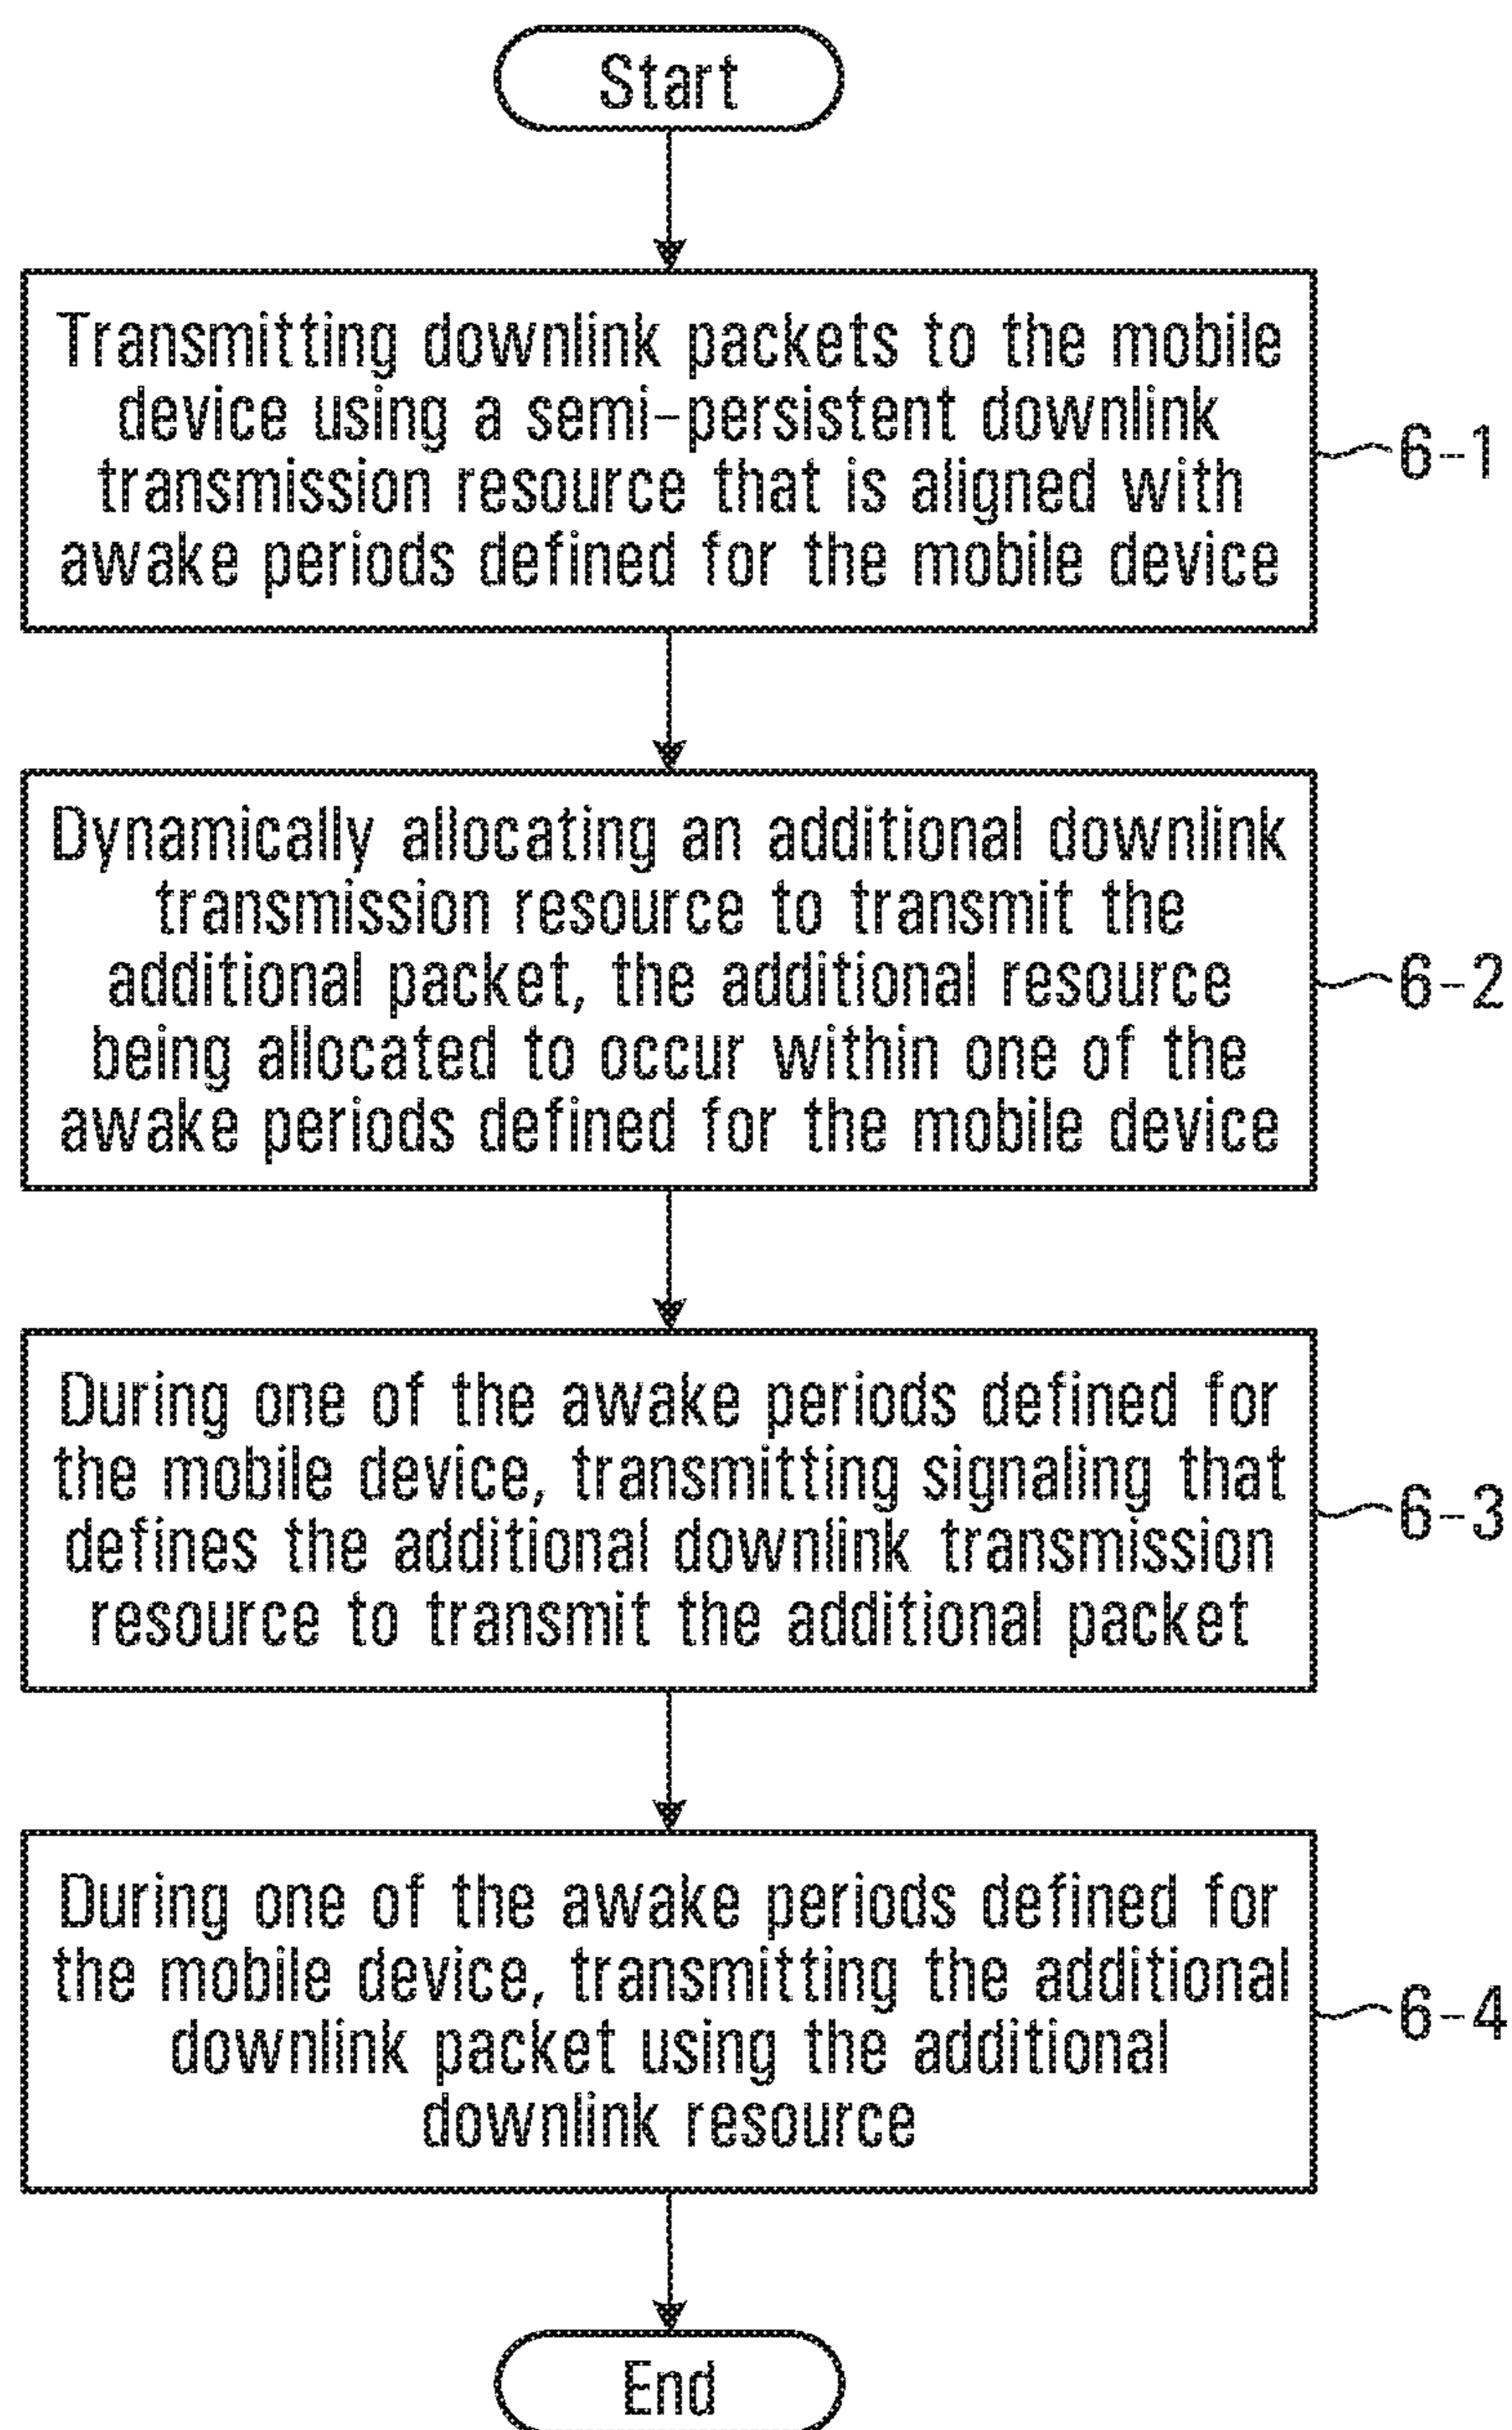 Start
Transmitting downlink packets to the mobile
device using a semi-persistent downlink
transmission resource that is aligned with
awake periods defined for the mobile device
6-1
Dynamically allocating an additional downlink
transmission resource to transmit the
additional packet, the additional resource
being allocated to occur within one of the
awake periods defined for the mobile device
6-2
During one of the awake periods defined for
the mobile device, transmitting signaling that
defines the additional downlink transmission
resource to transmit the additional packet
6-3
During one of the awake periods defined for
the mobile device, transmitting the additional
downlink packet using the additional
downlink resource
6-4
End